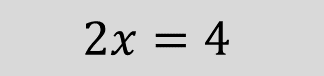 2x = 4